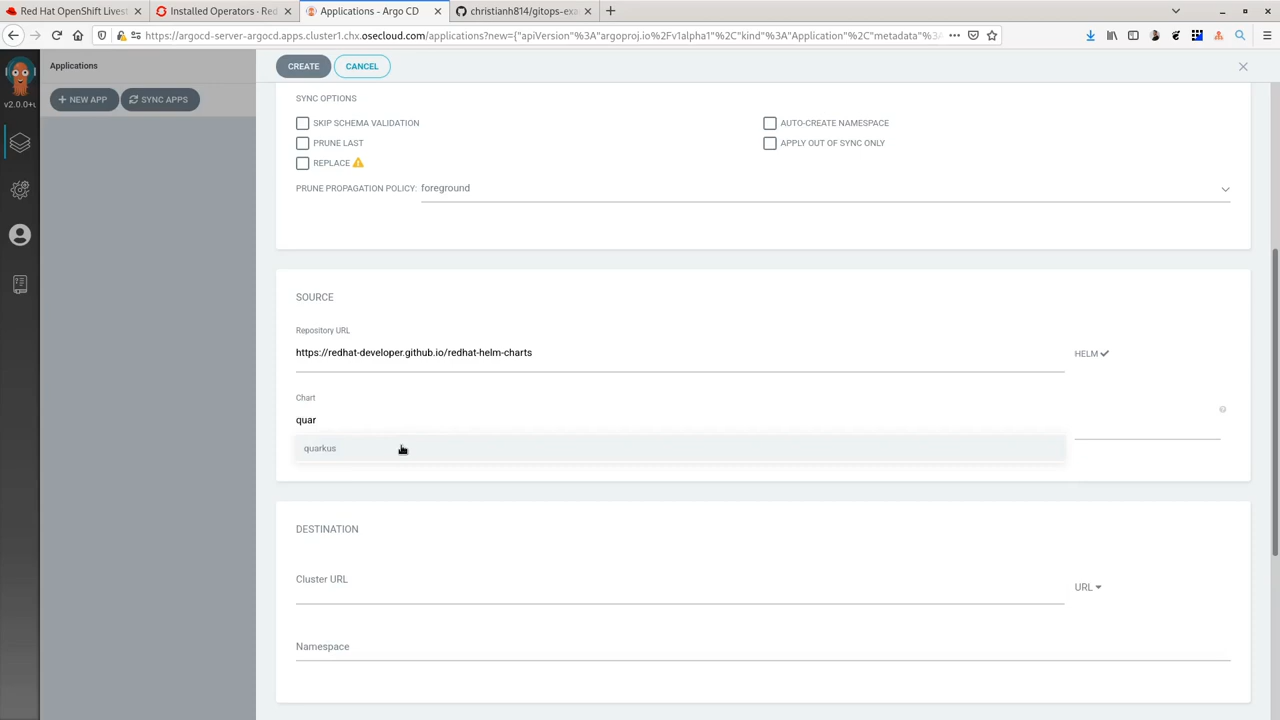 Red Hat OpenShift Livest
Installed Operators - Red
Applications - Argo CD
christianh814/gitops-exa
https://argocd-server-argocd.apps.cluster1.chx.osecloud.com/applications?new={"apiVersion"%3A"argoproj.io%2Fv1alpha1"%2C"kind"%3A"Application"%2C"metadata"%3
v2.0.0+u
Applications
CREATE
CANCEL
NEW APP
SYNC APPS
SYNC OPTIONS
SKIP SCHEMA VALIDATION
AUTO-CREATE NAMESPACE
PRUNE LAST
APPLY OUT OF SYNC ONLY
REPLACE
PRUNE PROPAGATION POLICY: foreground
SOURCE
Repository URL
https://redhat-developer.github.io/redhat-helm-charts
HELM
Chart
quar
quarkus
DESTINATION
Cluster URL
URL
Namespace